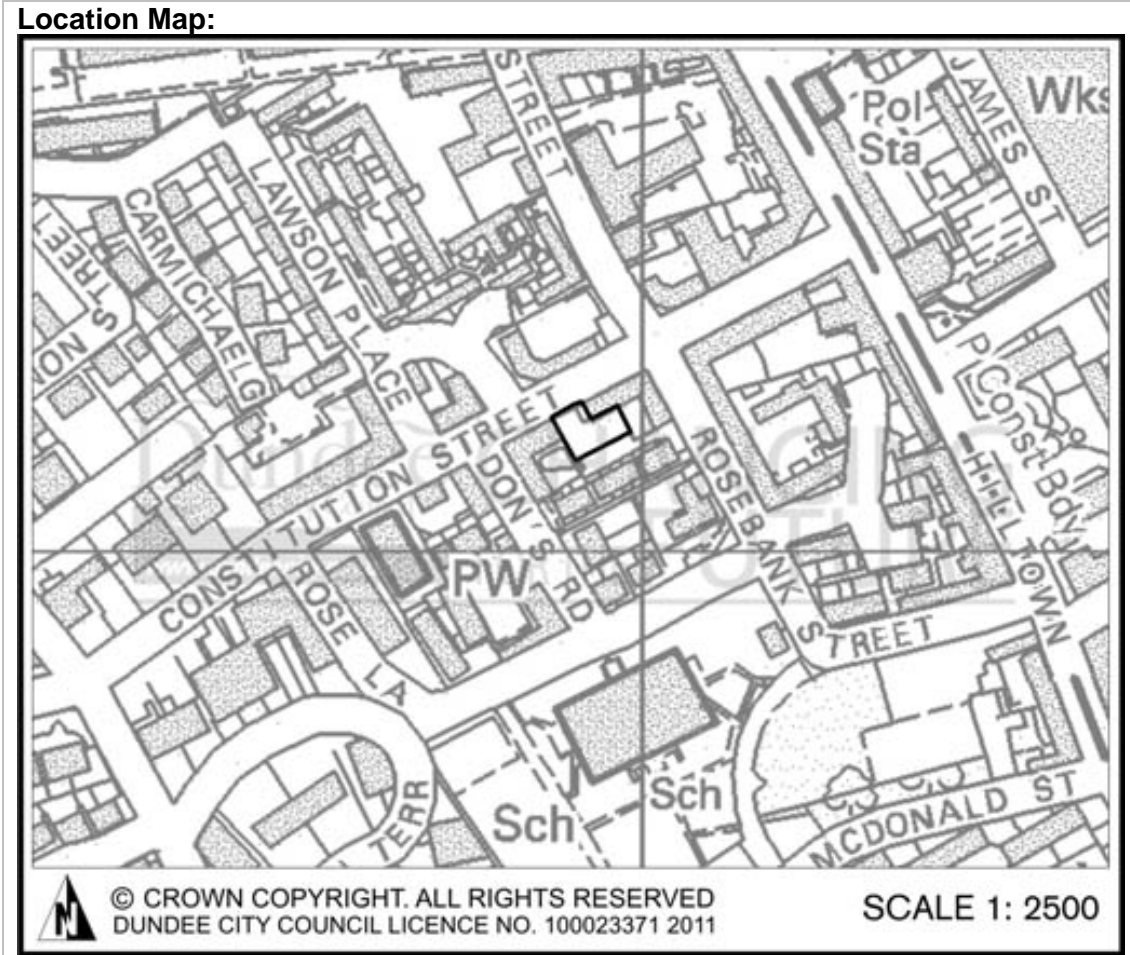 Location Map:
STREET
Pol
Sta
JAMES ST
Wks
LAWSON PLACE
CARMICHAEL G
STREE
NON
P Const Bdy
CONSTITUTION STREET
DON'S RD
ROSEBANK
STREET
HILLTOWN
PW
ROSE LA
TERR
Sch
Sch
MCDONALD ST
N
© CROWN COPYRIGHT. ALL RIGHTS RESERVED
DUNDEE CITY COUNCIL LICENCE NO. 100023371 2011
SCALE 1: 2500